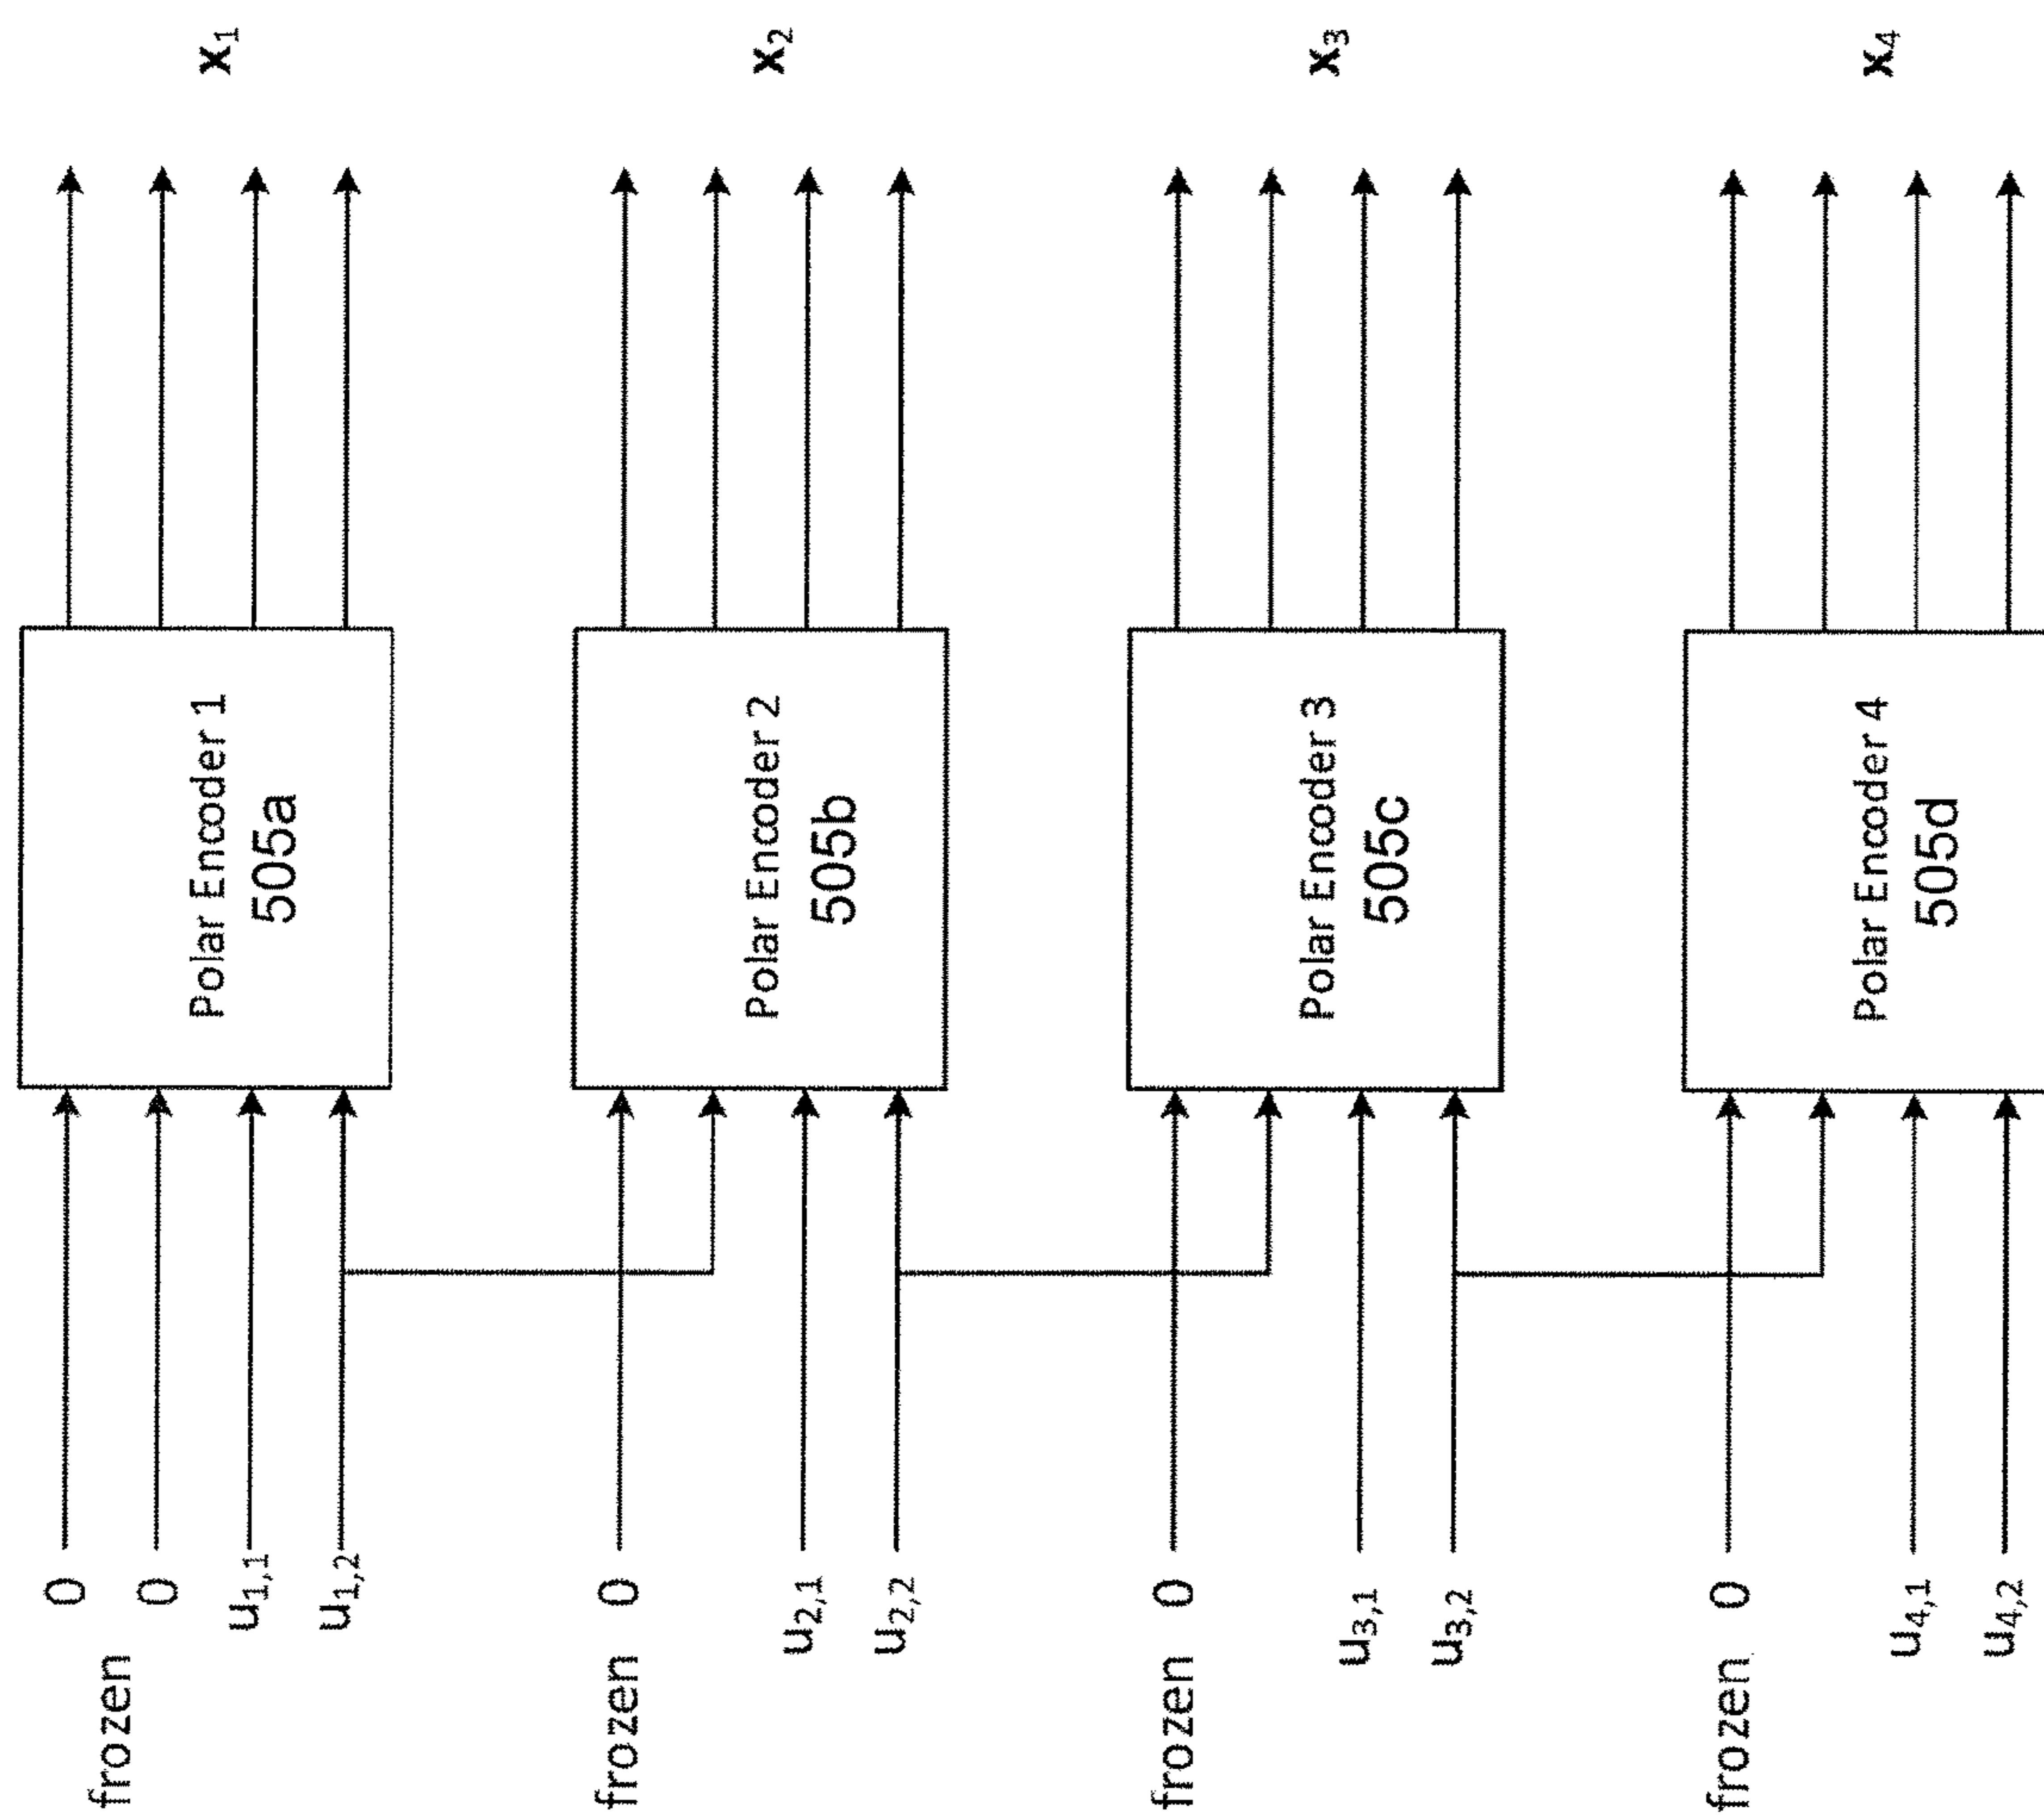 frozen
0
0
u1,1
u1,2
Polar Encoder 1
505a
x1
frozen 0
u2,1
u2,2
Polar Encoder 2
505b
x2
frozen 0
u3,1
u3,2
Polar Encoder 3
505c
x3
frozen 0
u4,1
u4,2
Polar Encoder 4
505d
x4